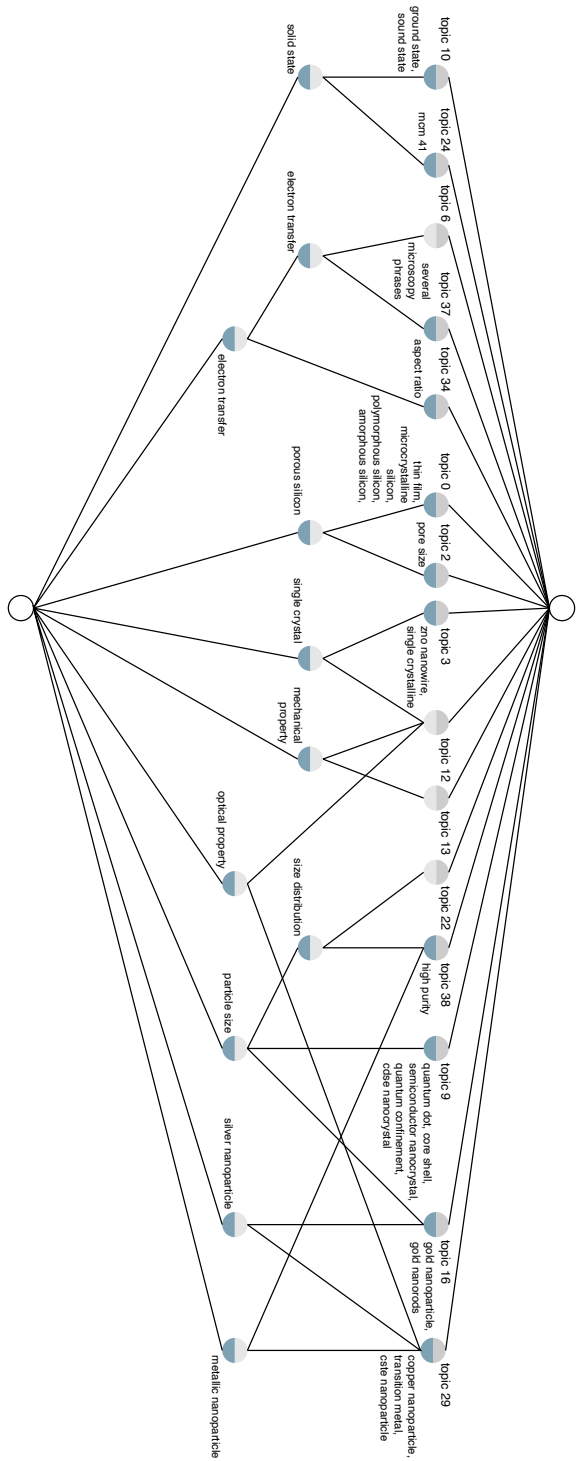 topic 10
topic 24
topic 6
topic 37
topic 34
topic 0
topic 2
topic 3
topic 12
topic 13
topic 22
topic 38
topic 9
topic 16
topic 29
ground state,
sound state
mcm 41
several
microscopy
phrases
aspect ratio
thin film,
microcrystalline
silicon,
polymorphous silicon,
amorphous silicon,
pore size
zno nanowire,
single crystalline
high purity
quantum dot, core shell,
semiconductor nanocrystal,
quantum confinement,
cdse nanocrystal
gold nanoparticle,
gold nanorods
copper nanoparticle,
transition metal,
cste nanoparticle
solid state
electron transfer
porous silicon
single crystal
mechanical
property
size distribution
electron transfer
optical property
particle size
silver nanoparticle
metallic nanoparticle